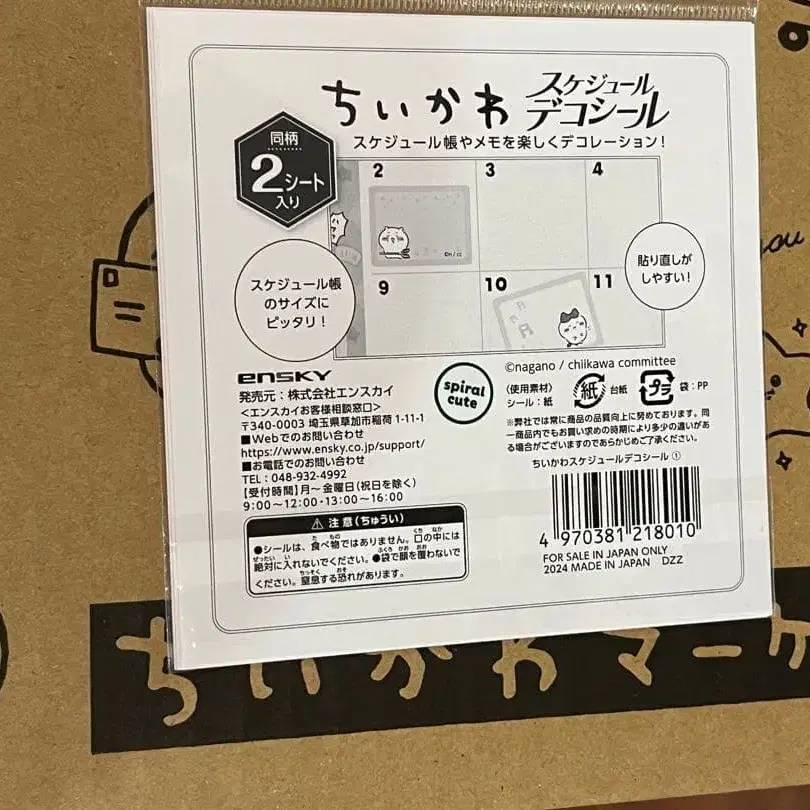 ちいかわ スケジュール
デコシール
スケジュール帳やメモを楽しくデコレーション!
同柄
2シート
入り
2
3
4
9
10
11
スケジュール帳
のサイズに
ピッタリ!
貼り直しが
しやすい!
ensky
発売元:株式会社エンスカイ
<エンスカイお客様相談窓口>
〒340-0003 埼玉県草加市稲荷1-11-1
■Webでのお問い合わせ
https://www.ensky.co.jp/support/
■お電話でのお問い合わせ
TEL:048-932-4992
【受付時間】月~金曜日(祝日を除く)
9:00~12:00・13:00~16:00
spiral
cute
©nagano / chiikawa committee
〈使用素材〉
シール:紙
紙 台紙
プラ 袋:PP
※弊社では常に商品の品質向上に努めております。同
一商品内でもお買い求めの時期により多少の違いがあ
る場合がございますのであらかじめご了承ください。
ちいかわスケジュールデコシール①
4 970381 218010
FOR SALE IN JAPAN ONLY
2024 MADE IN JAPAN DZZ
⚠注意(ちゅうい)
●シールは、食べ物ではありません。口の中には
絶対に入れないでください。●袋で顔を覆わないで
ください。窒息する恐れがあります。
ちいかわマーケ